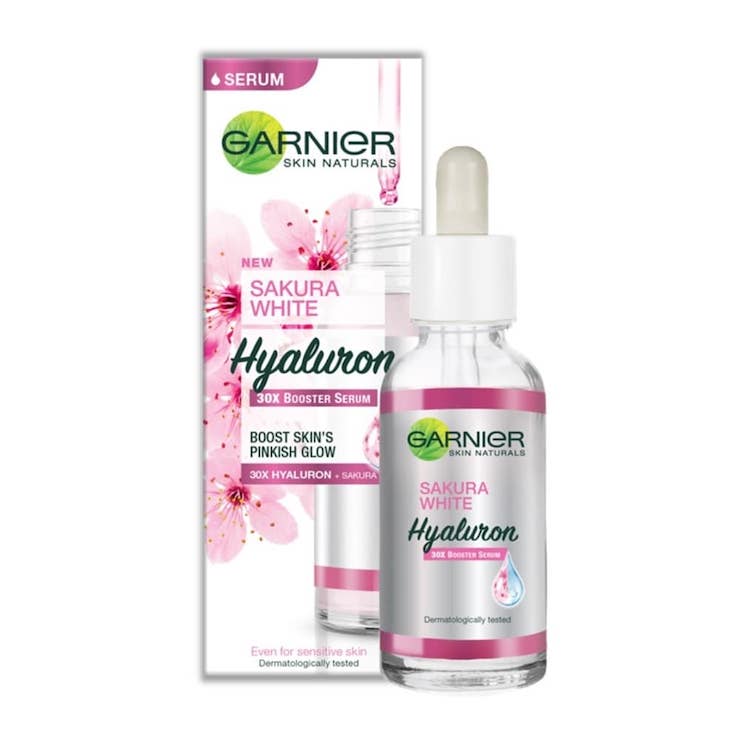 SERUM
GARNIER
SKIN NATURALS
NEW
SAKURA
WHITE
Hyaluron
30X BOOSTER SERUM
BOOST SKIN'S
PINKISH GLOW
30X HYALURON + SAKURA
Even for sensitive skin
Dermatologically tested
GARNIER
SKIN NATURALS
SAKURA
WHITE
Hyaluron
30X BOOSTER SERUM
Dermatologically tested